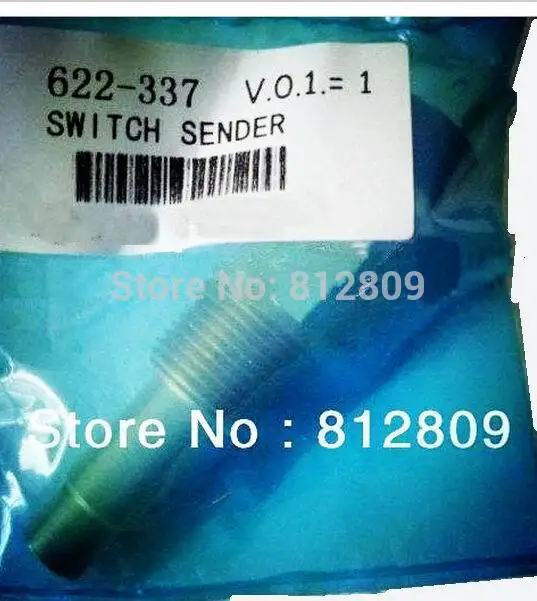 622-337 V.O.1.= 1
SWITCH SENDER
Store No: 812809
Store No : 812809